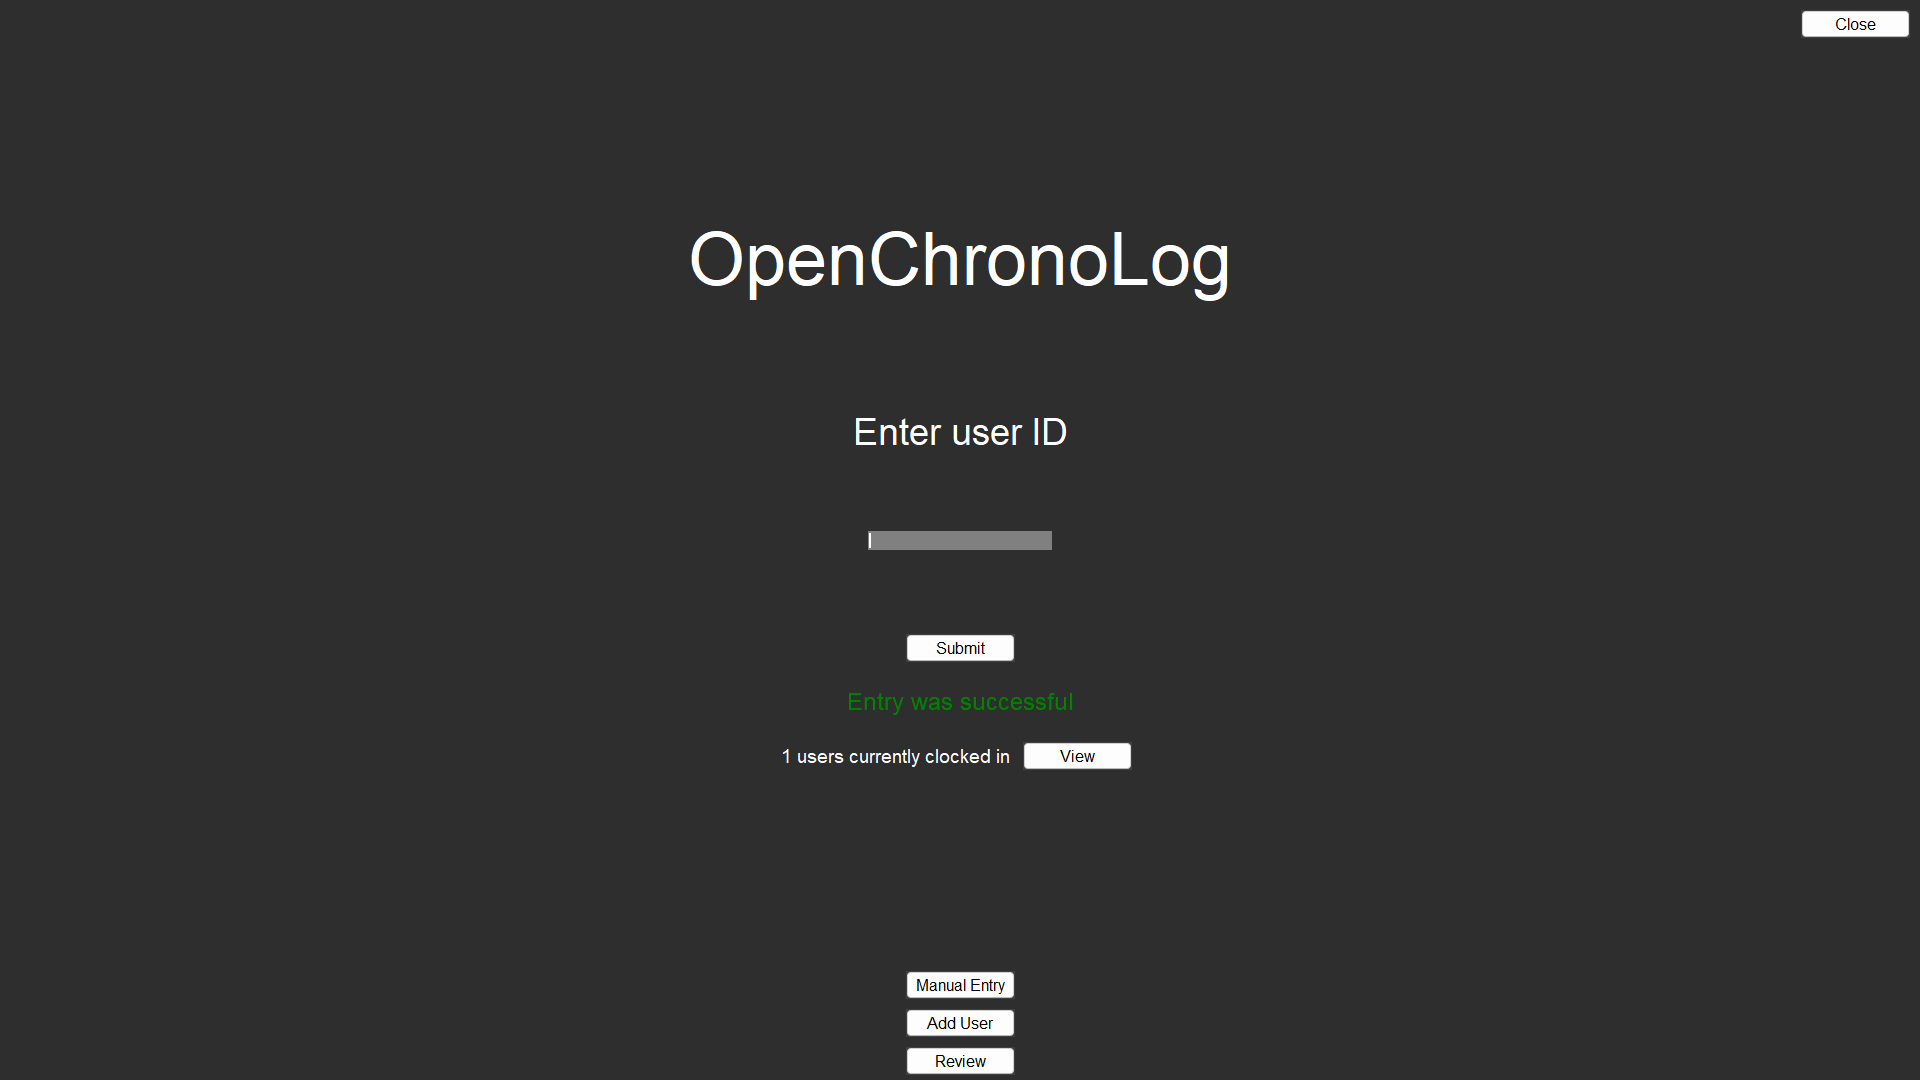 Close
OpenChronoLog
Enter user ID
Submit
Entry was successful
1 users currently clocked in View
Manual Entry
Add User
Review